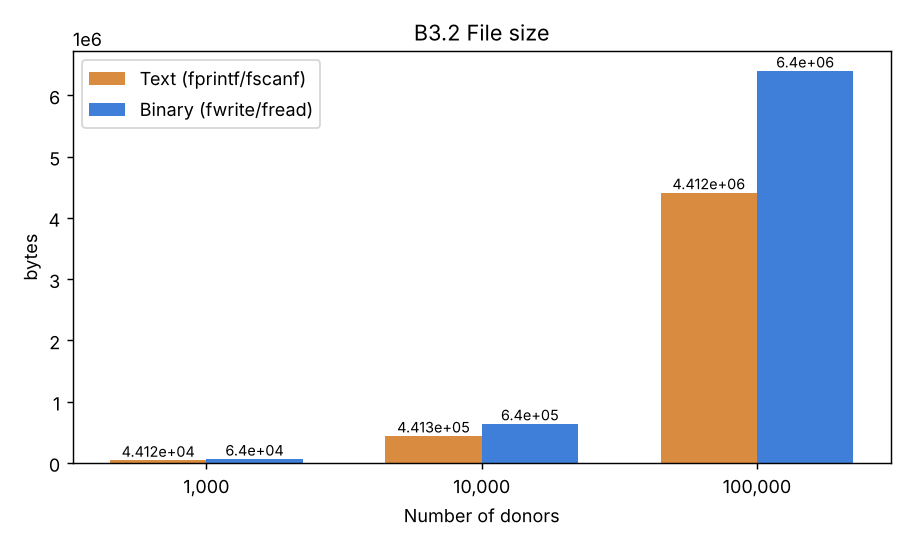 B3.2 File size
1e6
Text (fprintf/fscanf)
Binary (fwrite/fread)
6
5
4
3
2
1
0
bytes
4.412e+04
6.4e+04
4.413e+05
6.4e+05
4.412e+06
6.4e+06
1,000
10,000
100,000
Number of donors